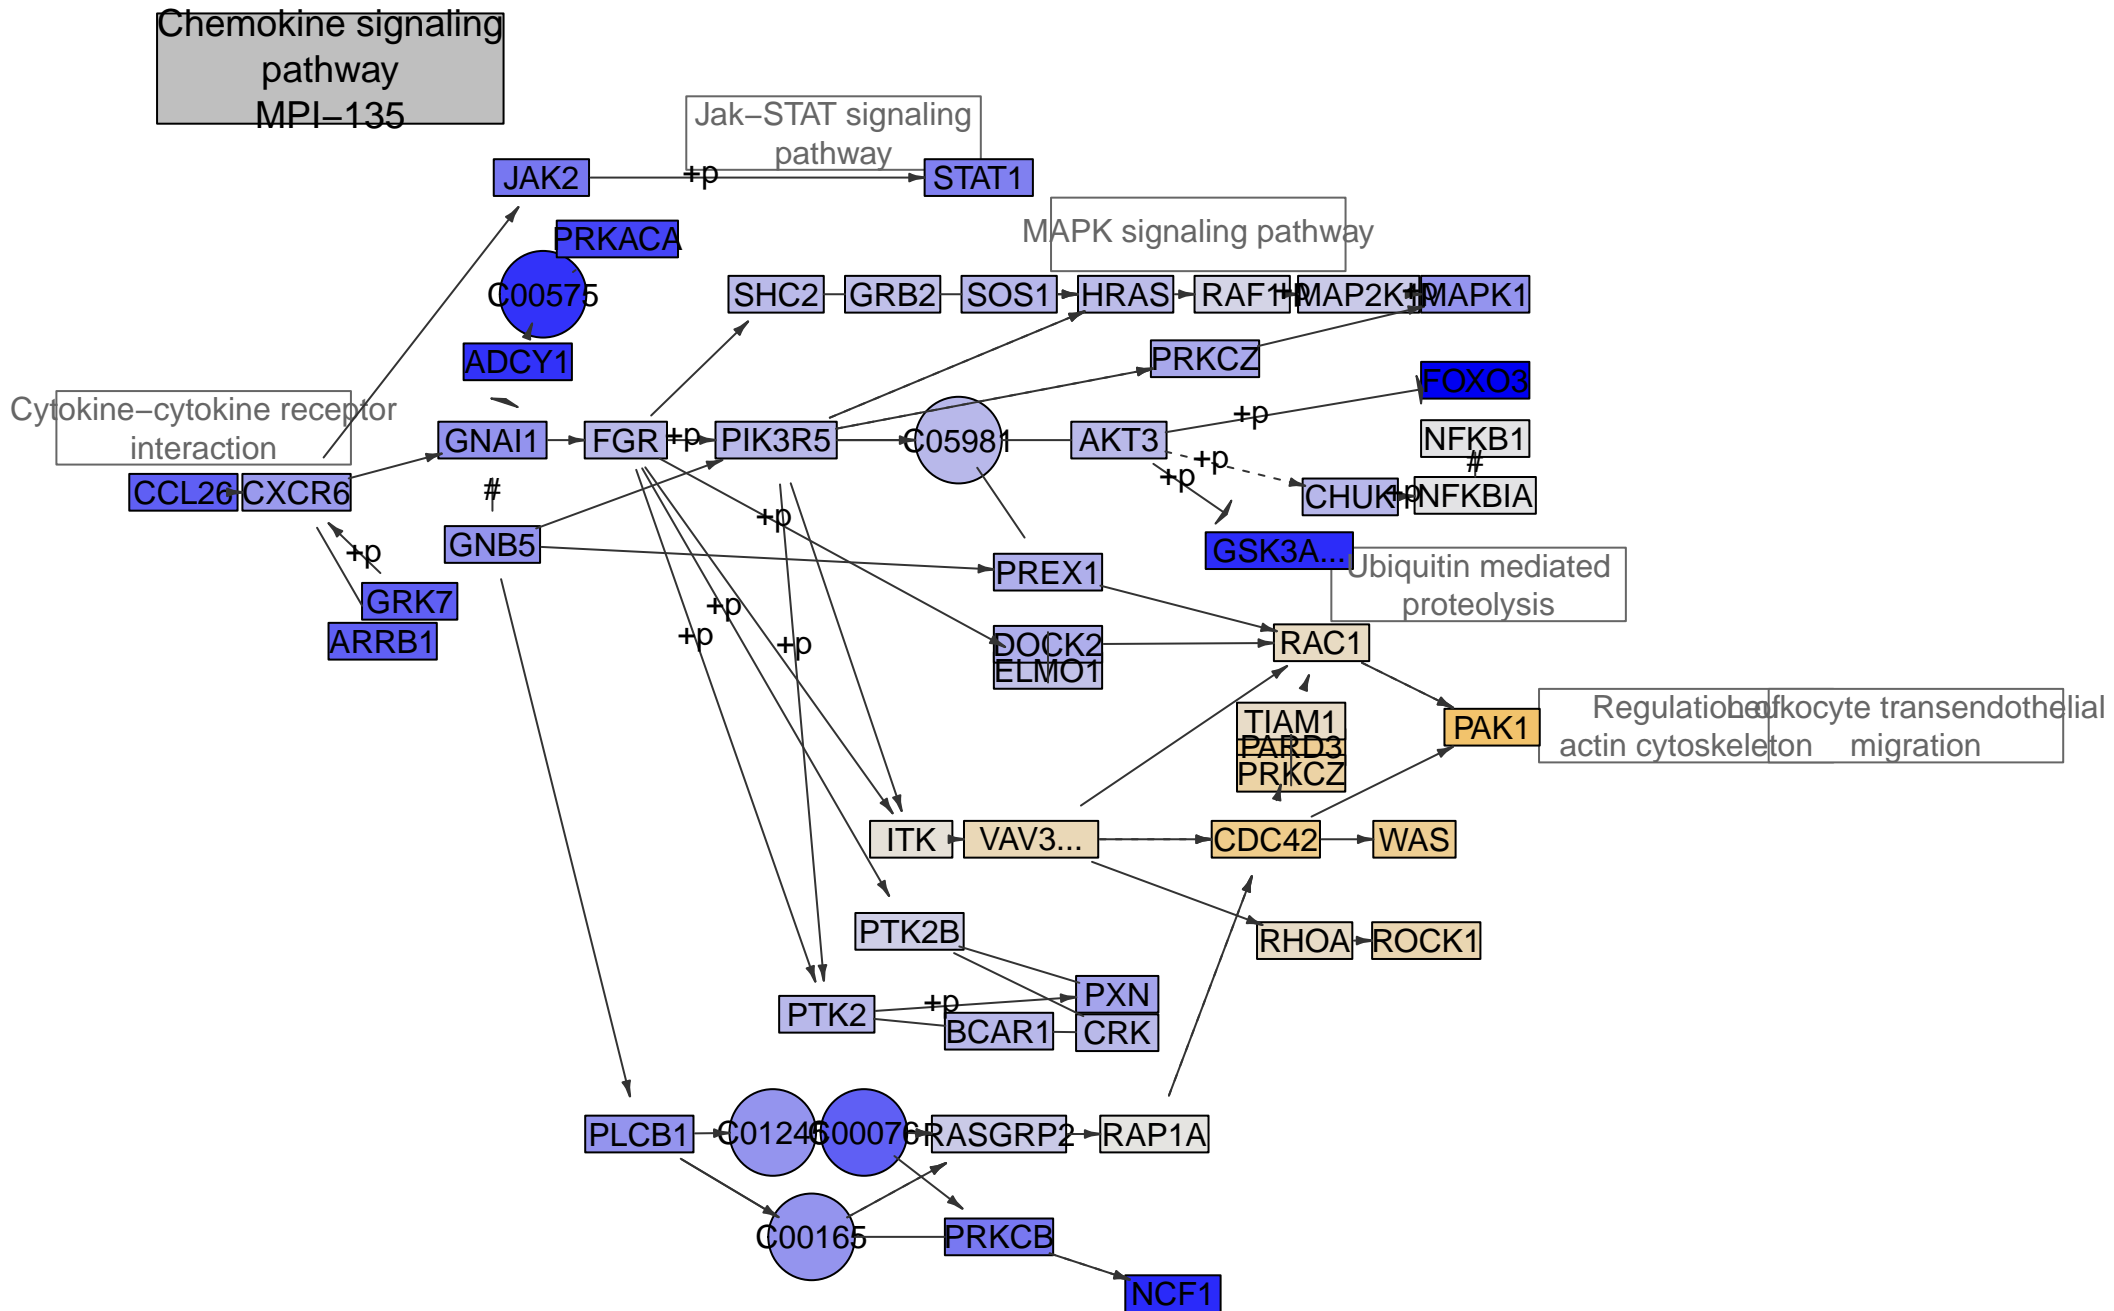 Chemokine signaling
pathway
MPI−135
Jak−STAT signaling
pathway
JAK2
+p
STAT1
PRKACA
MAPK signaling pathway
C00575
SHC2
GRB2
SOS1
HRAS
RAF1
+p
MAP2K1
+p
MAPK1
ADCY1
PRKCZ
FOXO3
Cytokine−cytokine receptor
interaction
+p
GNAI1
FGR
+p
PIK3R5
C05981
AKT3
NFKB1
+p
#
CCL26
CXCR6
#
+p
CHUK
+p
NFKBIA
+p
GNB5
+p
GSK3A...
PREX1
Ubiquitin mediated
proteolysis
GRK7
+p
ARRB1
+p
+p
DOCK2
RAC1
ELMO1
TIAM1
PAK1
Regulation of
actin cytoskeleton
Leukocyte transendothelial
migration
PARD3
PRKCZ
ITK
VAV3...
CDC42
WAS
PTK2B
RHOA
ROCK1
PXN
+p
PTK2
BCAR1
CRK
PLCB1
C01245
C00076
RASGRP2
RAP1A
C00165
PRKCB
NCF1